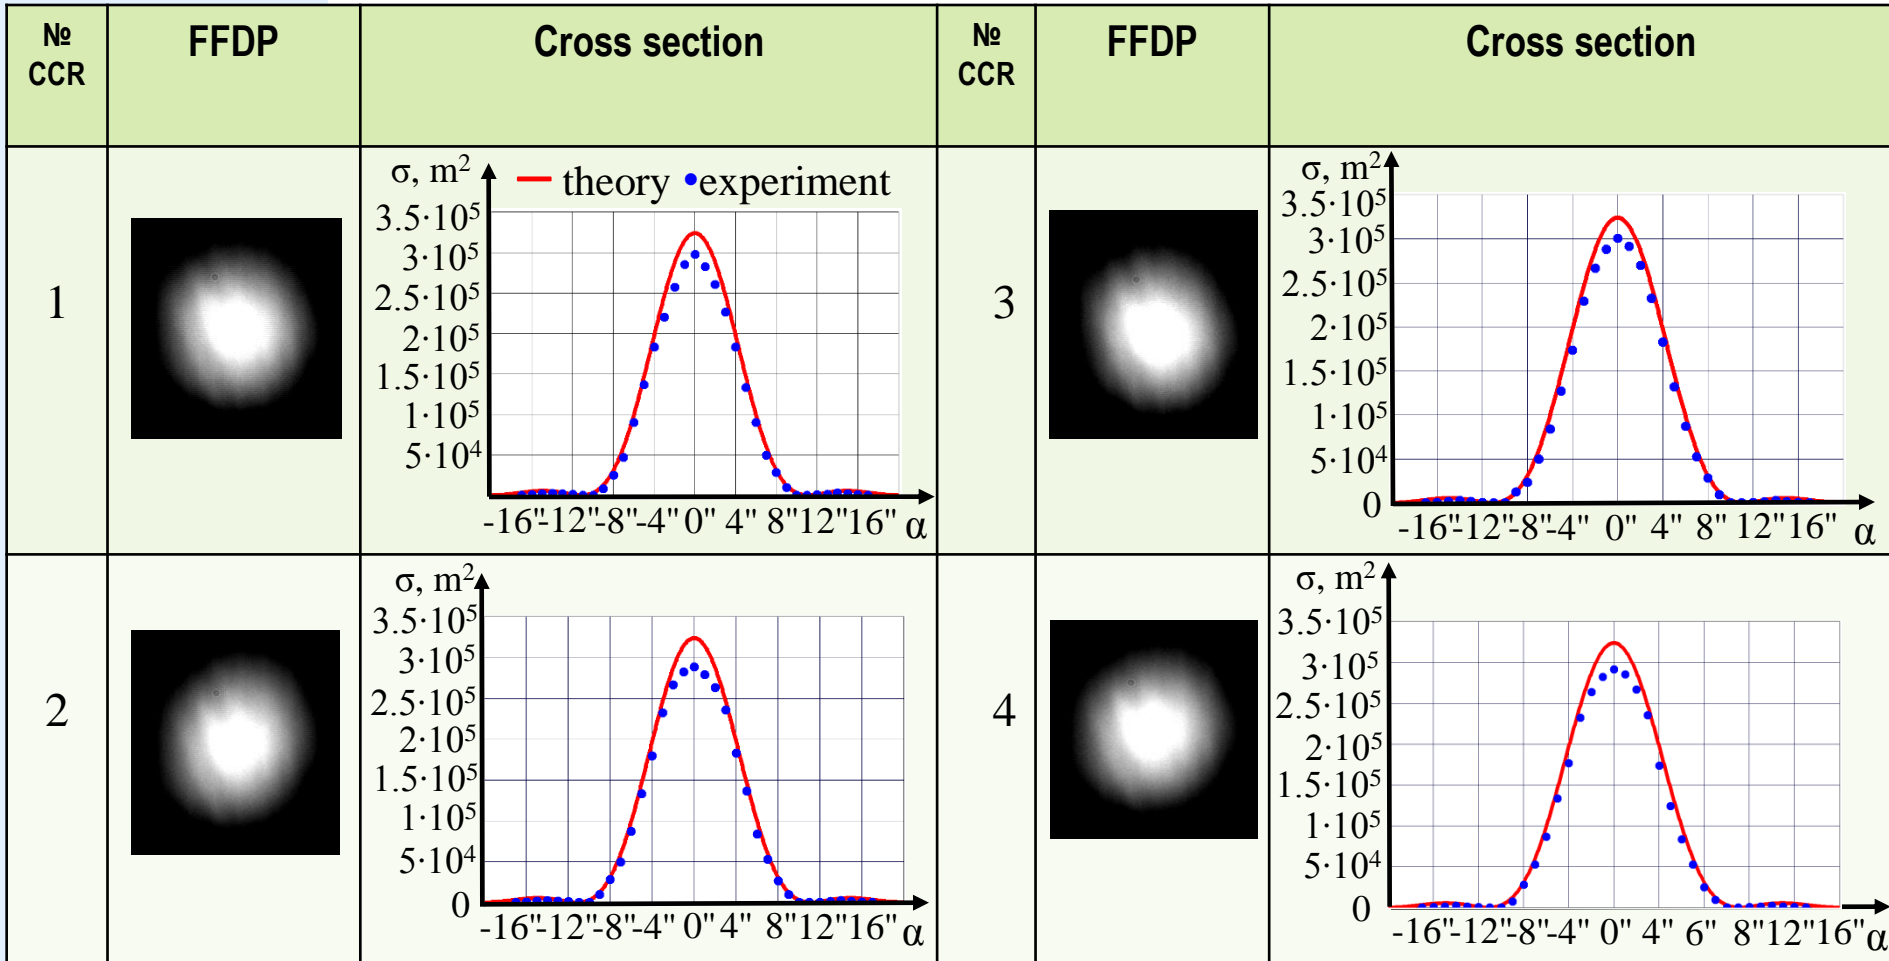 №
CCR
FFDP
Cross section
№
CCR
FFDP
Cross section
1
σ, m²
theory
experiment
3.5·10⁵
3·10⁵
2.5·10⁵
2·10⁵
1.5·10⁵
1·10⁵
5·10⁴
-16" -12" -8" -4" 0" 4" 8" 12" 16" α
3
σ, m²
3.5·10⁵
3·10⁵
2.5·10⁵
2·10⁵
1.5·10⁵
1·10⁵
5·10⁴
0
-16" -12" -8" -4" 0" 4" 8" 12" 16" α
2
σ, m²
3.5·10⁵
3·10⁵
2.5·10⁵
2·10⁵
1.5·10⁵
1·10⁵
5·10⁴
0
-16" -12" -8" -4" 0" 4" 8" 12" 16" α
4
σ, m²
3.5·10⁵
3·10⁵
2.5·10⁵
2·10⁵
1.5·10⁵
1·10⁵
5·10⁴
0
-16" -12" -8" -4" 0" 4" 6" 8" 12" 16" α